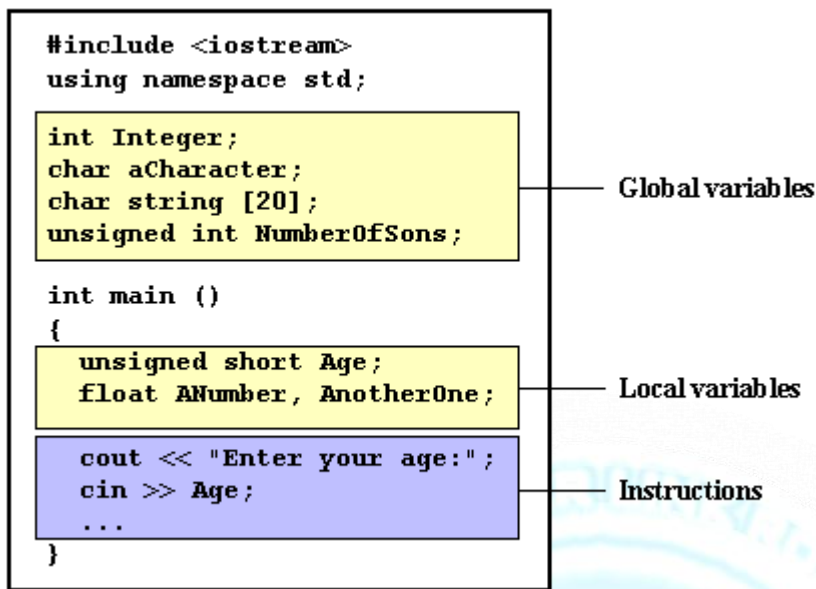 #include <iostream>
using namespace std;
int Integer;
char aCharacter;
char string [20];
unsigned int NumberOfSons;
Global variables
int main ()
{
unsigned short Age;
float ANumber, AnotherOne;
Local variables
cout << "Enter your age:";
cin >> Age;
...
Instructions
}